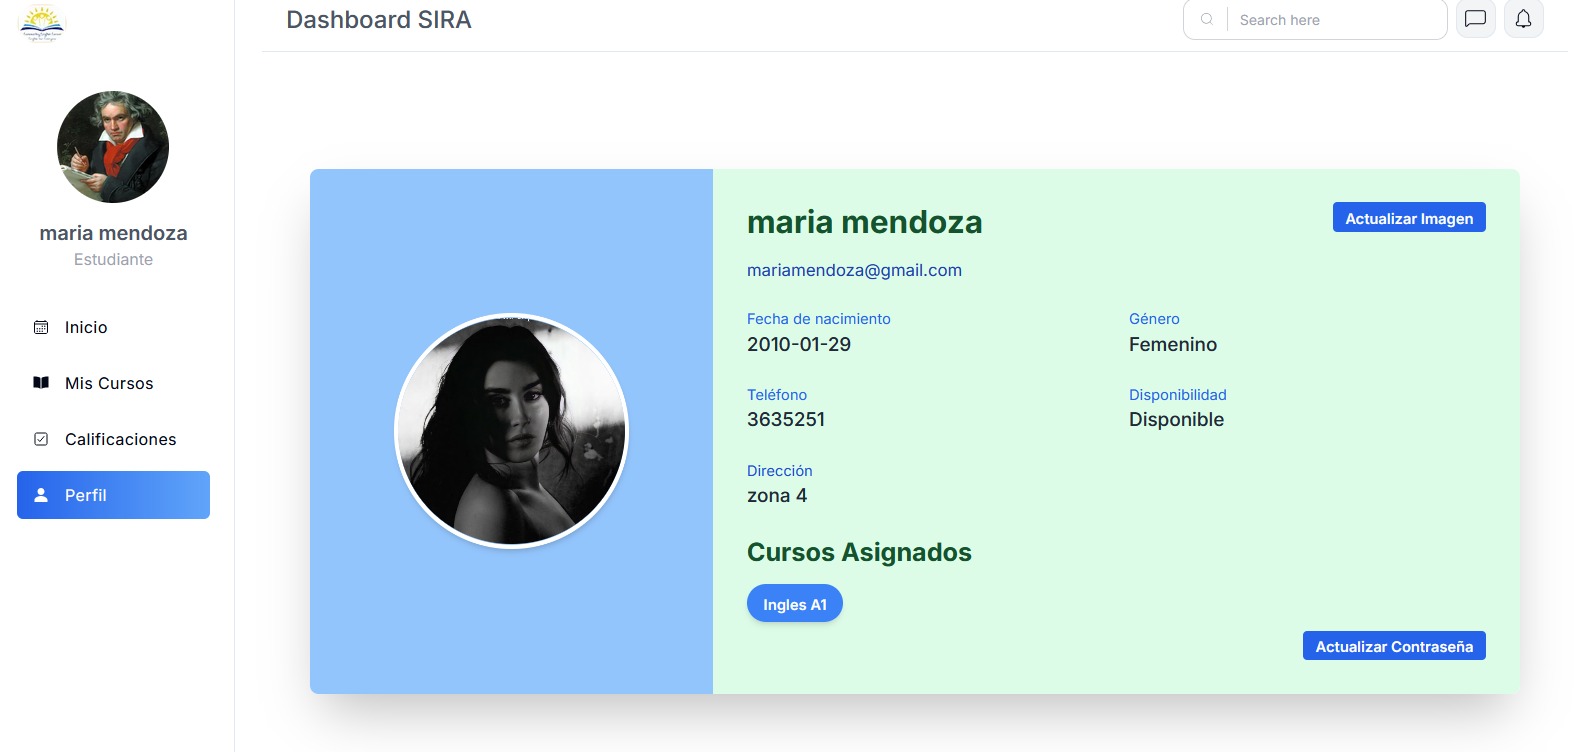 Dashboard SIRA
Search here
maria mendoza
Estudiante
Inicio
Mis Cursos
Calificaciones
Perfil
maria mendoza
Actualizar Imagen
mariamendoza@gmail.com
Fecha de nacimiento
2010-01-29
Género
Femenino
Teléfono
3635251
Disponibilidad
Disponible
Dirección
zona 4
Cursos Asignados
Ingles A1
Actualizar Contraseña